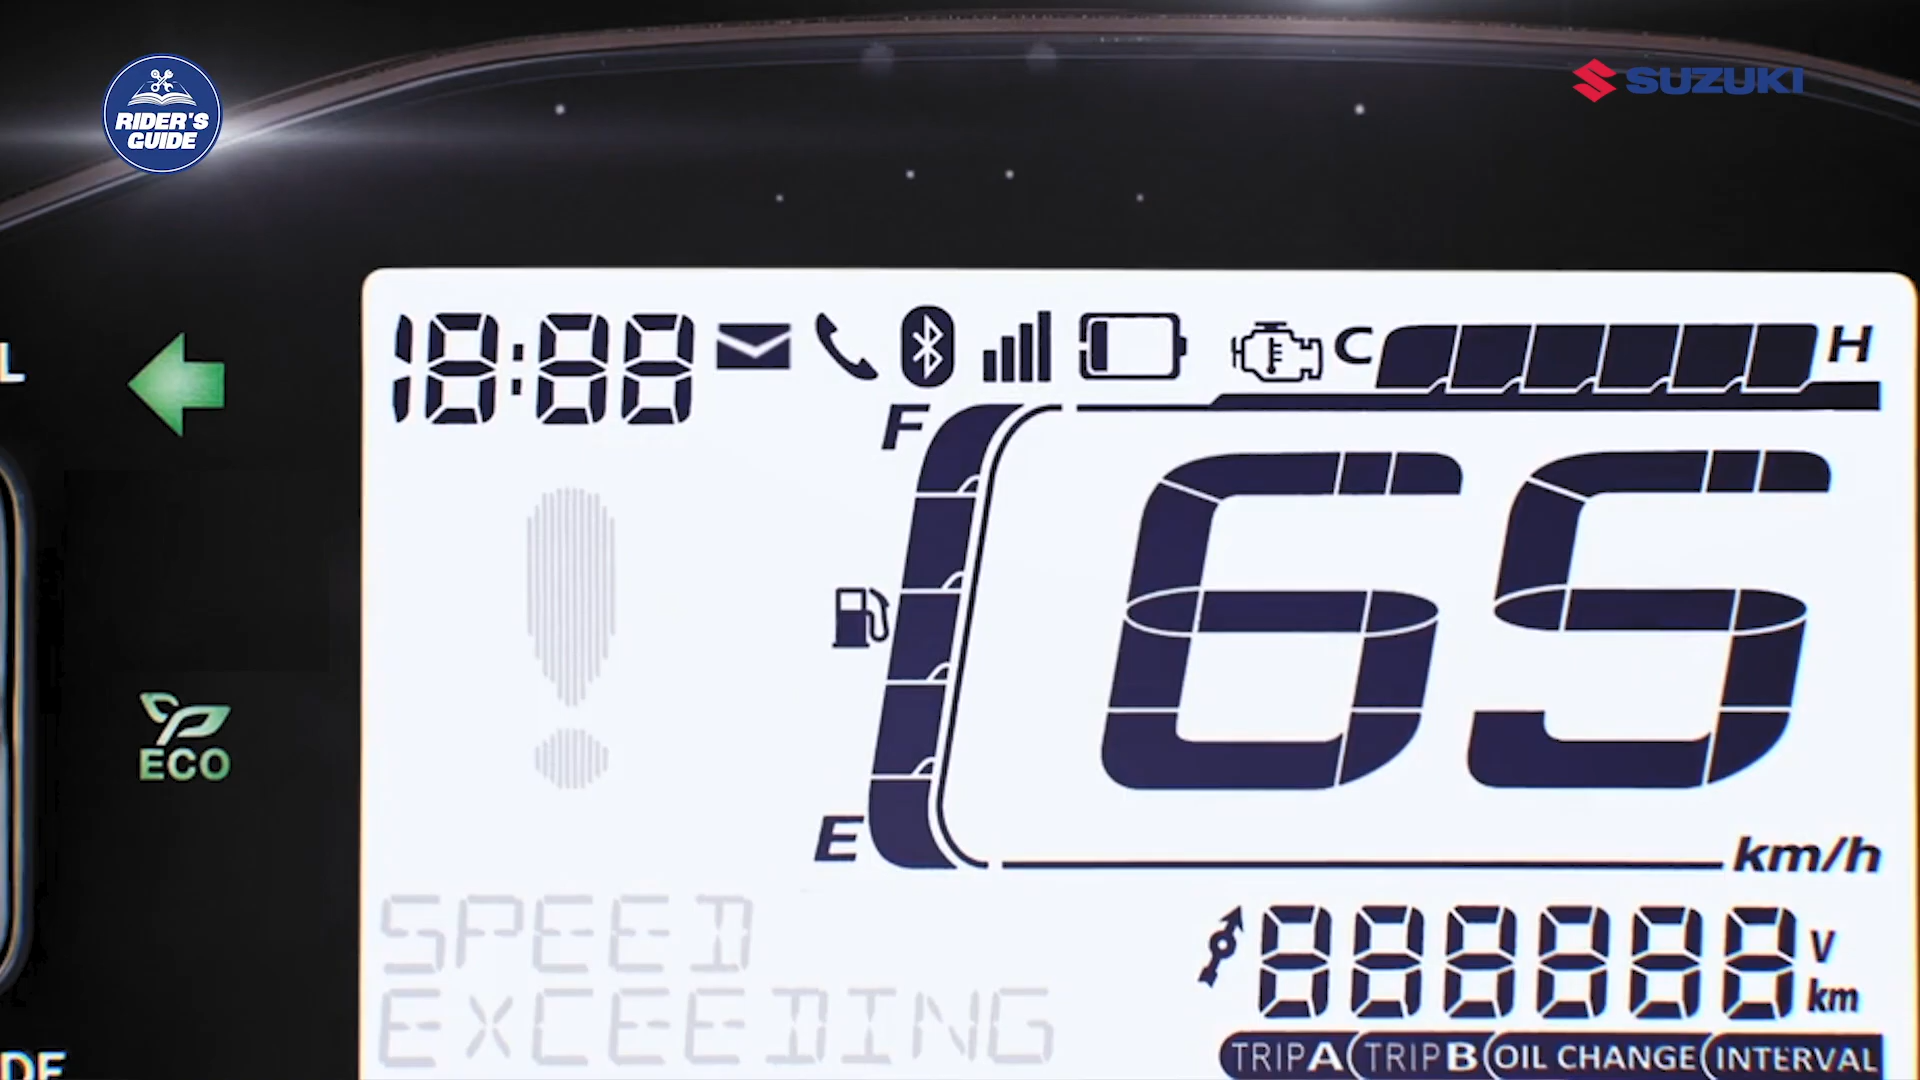 RIDER'S
GUIDE
SUZUKI
18:88
C
H
F
65
ECO
E
km/h
SPEED
EXCEEDING
888888
V
km
TRIP A
TRIP B
OIL CHANGE
INTERVAL